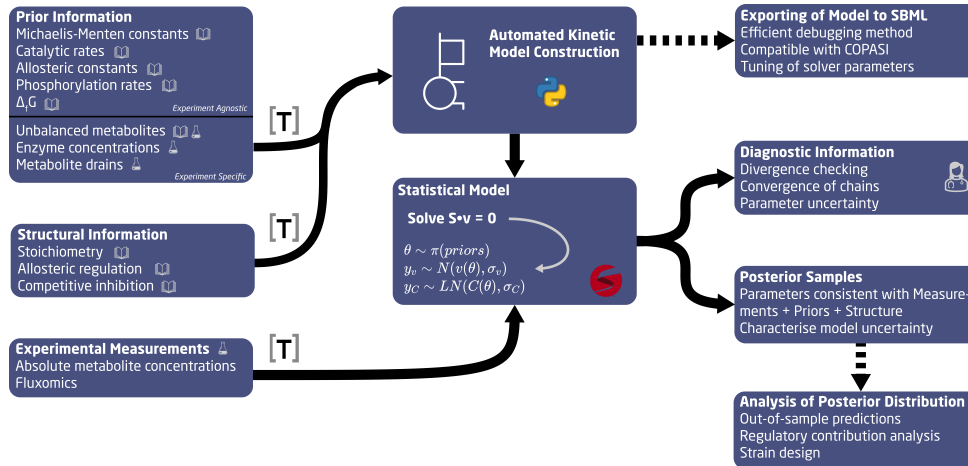 Prior Information
Michaelis-Menten constants
Catalytic rates
Allosteric constants
Phosphorylation rates
ΔfG
Experiment Agnostic
Unbalanced metabolites
Enzyme concentrations
Metabolite drains
Experiment Specific
[T]
Structural Information
Stoichiometry
Allosteric regulation
Competitive inhibition
[T]
Experimental Measurements
Absolute metabolite concentrations
Fluxomics
[T]
Automated Kinetic
Model Construction
Statistical Model
Solve S•v = 0
θ ∼ π(priors)
y_v ∼ N(v(θ), σ_v)
y_C ∼ LN(C(θ), σ_C)
Exporting of Model to SBML
Efficient debugging method
Compatible with COPASI
Tuning of solver parameters
Diagnostic Information
Divergence checking
Convergence of chains
Parameter uncertainty
Posterior Samples
Parameters consistent with Measure-
ments + Priors + Structure
Characterise model uncertainty
Analysis of Posterior Distribution
Out-of-sample predictions
Regulatory contribution analysis
Strain design